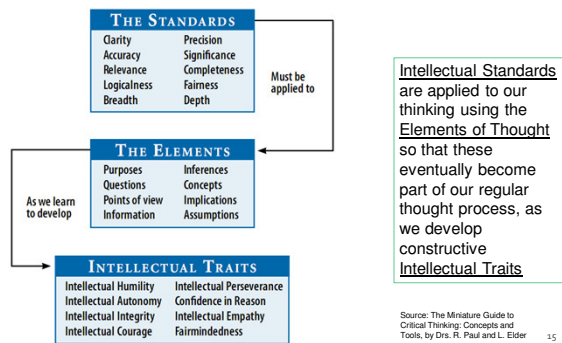 THE STANDARDS
Clarity Precision
Accuracy Significance
Relevance Completeness
Logicalness Fairness
Breadth Depth
Must be
applied to
THE ELEMENTS
Purposes Inferences
Questions Concepts
Points of view Implications
Information Assumptions
As we learn
to develop
INTELLECTUAL TRAITS
Intellectual Humility Intellectual Perseverance
Intellectual Autonomy Confidence in Reason
Intellectual Integrity Intellectual Empathy
Intellectual Courage Fairmindedness
Intellectual Standards
are applied to our
thinking using the
Elements of Thought
so that these
eventually become
part of our regular
thought process, as
we develop
constructive
Intellectual Traits
Source: The Miniature Guide to
Critical Thinking: Concepts and
Tools, by Drs. R. Paul and L. Elder
15